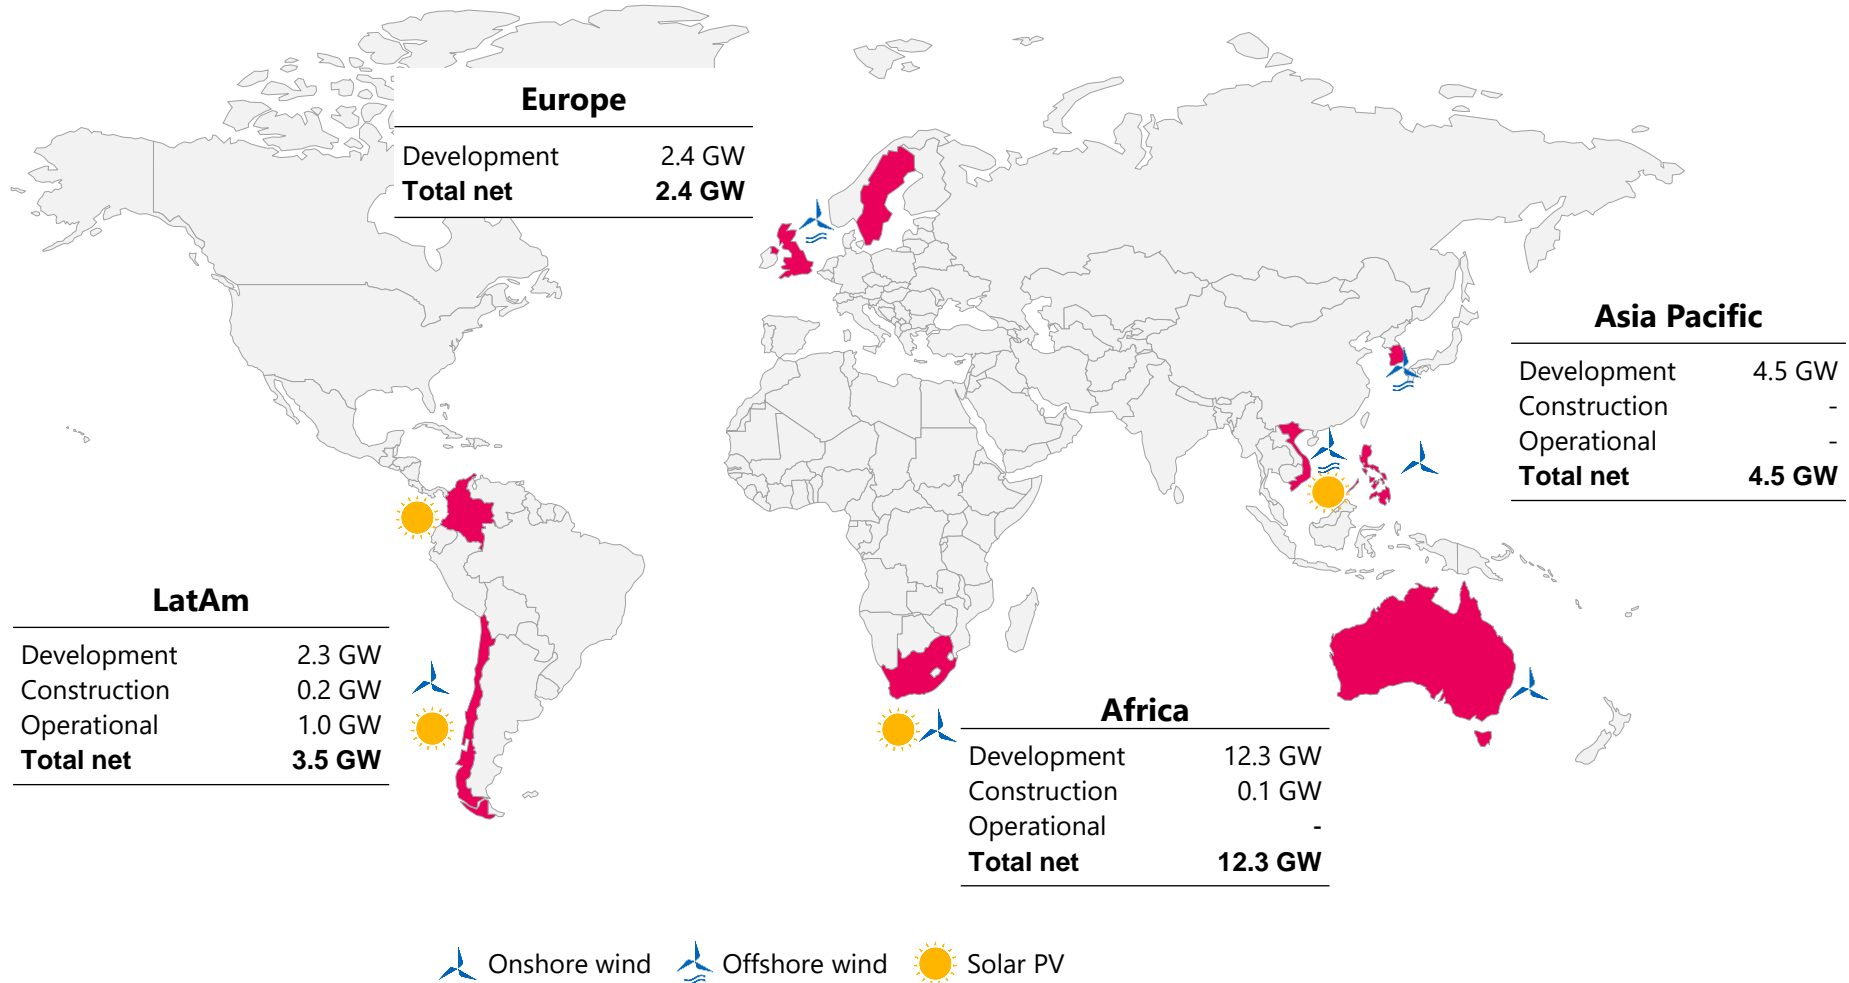 Europe
Development 2.4 GW
Total net 2.4 GW
Asia Pacific
Development 4.5 GW
Construction -
Operational -
Total net 4.5 GW
LatAm
Development 2.3 GW
Construction 0.2 GW
Operational 1.0 GW
Total net 3.5 GW
Africa
Development 12.3 GW
Construction 0.1 GW
Operational -
Total net 12.3 GW
Onshore wind Offshore wind Solar PV